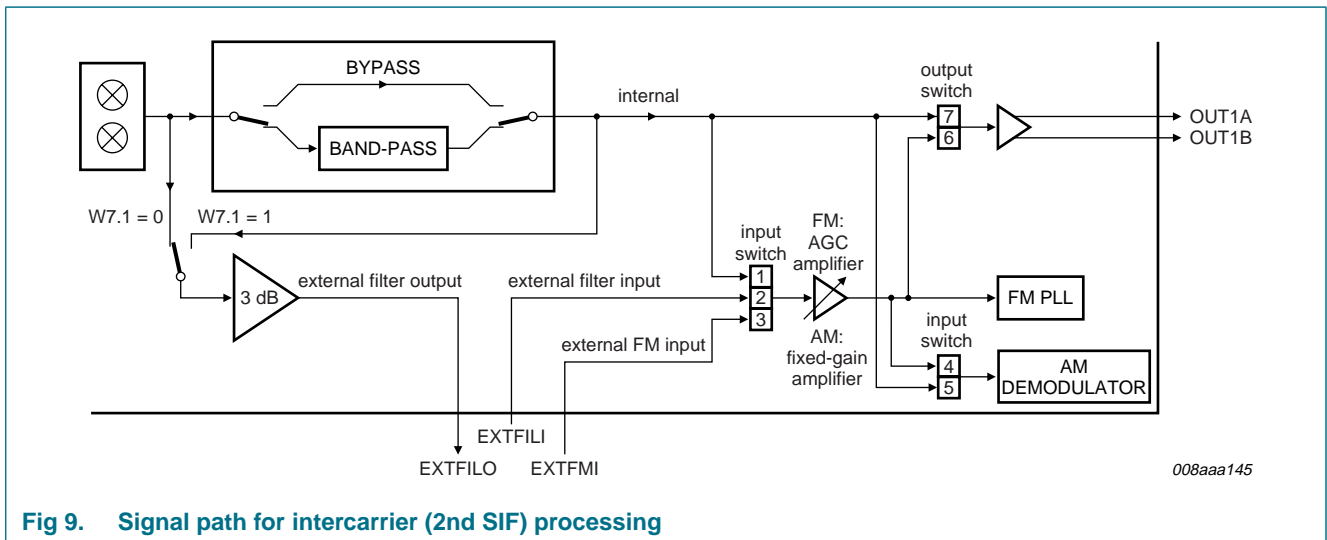 BYPASS
BAND-PASS
internal
output
switch
7
6
OUT1A
OUT1B
W7.1 = 0
W7.1 = 1
3 dB
external filter output
external filter input
external FM input
input
switch
1
2
3
FM:
AGC
amplifier
AM:
fixed-gain
amplifier
FM PLL
input
switch
4
5
AM
DEMODULATOR
EXTFILI
EXTFILO
EXTFMI
008aaa145
Fig 9. Signal path for intercarrier (2nd SIF) processing